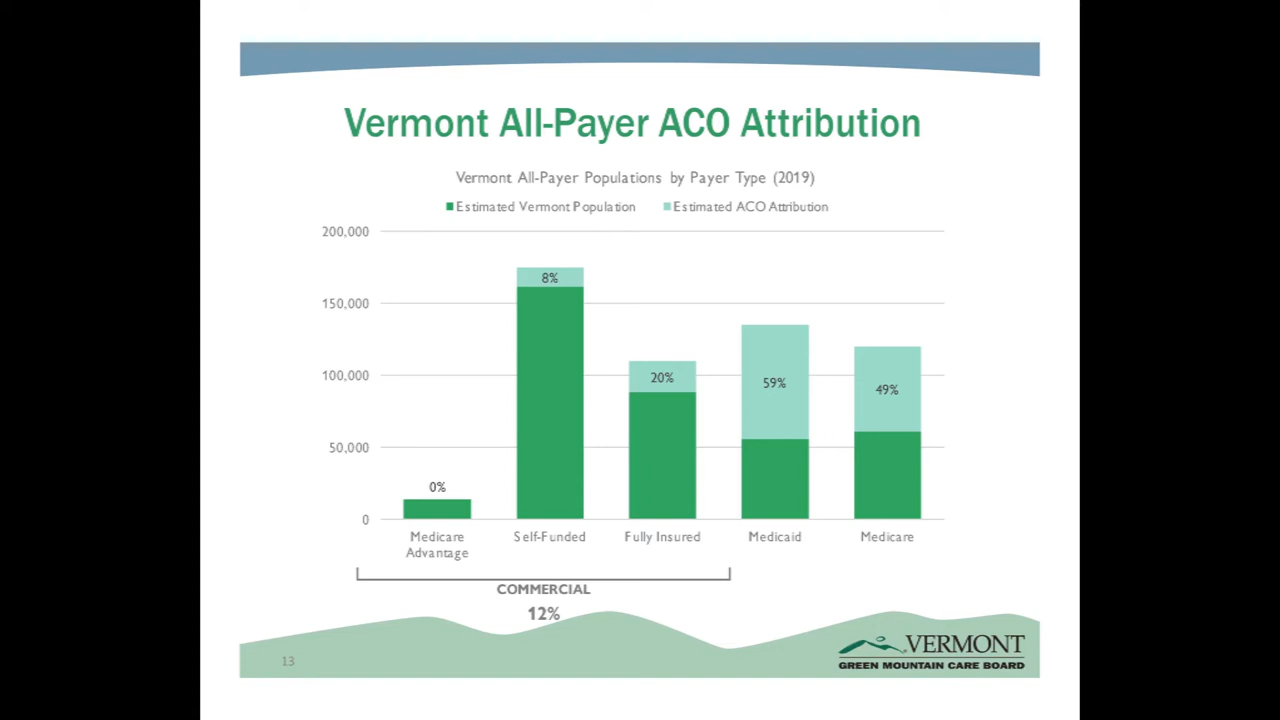 Vermont All-Payer ACO Attribution
Vermont All-Payer Populations by Payer Type (2019)
Estimated Vermont Population Estimated ACO Attribution
200,000
150,000
100,000
50,000
0
8%
20%
59%
49%
0%
Medicare Advantage
Self-Funded
Fully Insured
Medicaid
Medicare
COMMERCIAL
12%
13
VERMONT
GREEN MOUNTAIN CARE BOARD